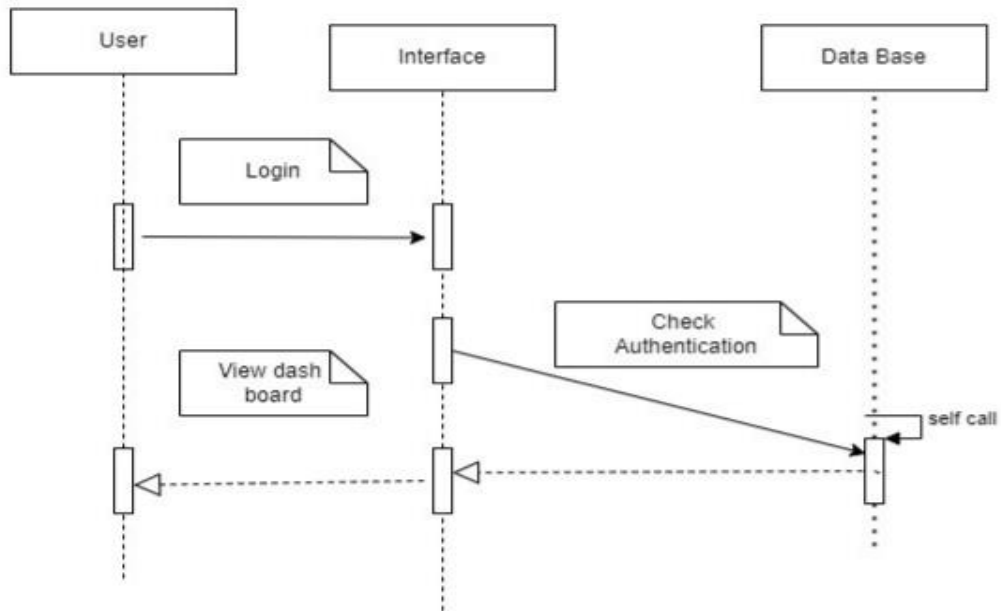 User
Interface
Data Base
Login
Check
Authentication
View dash
board
self call